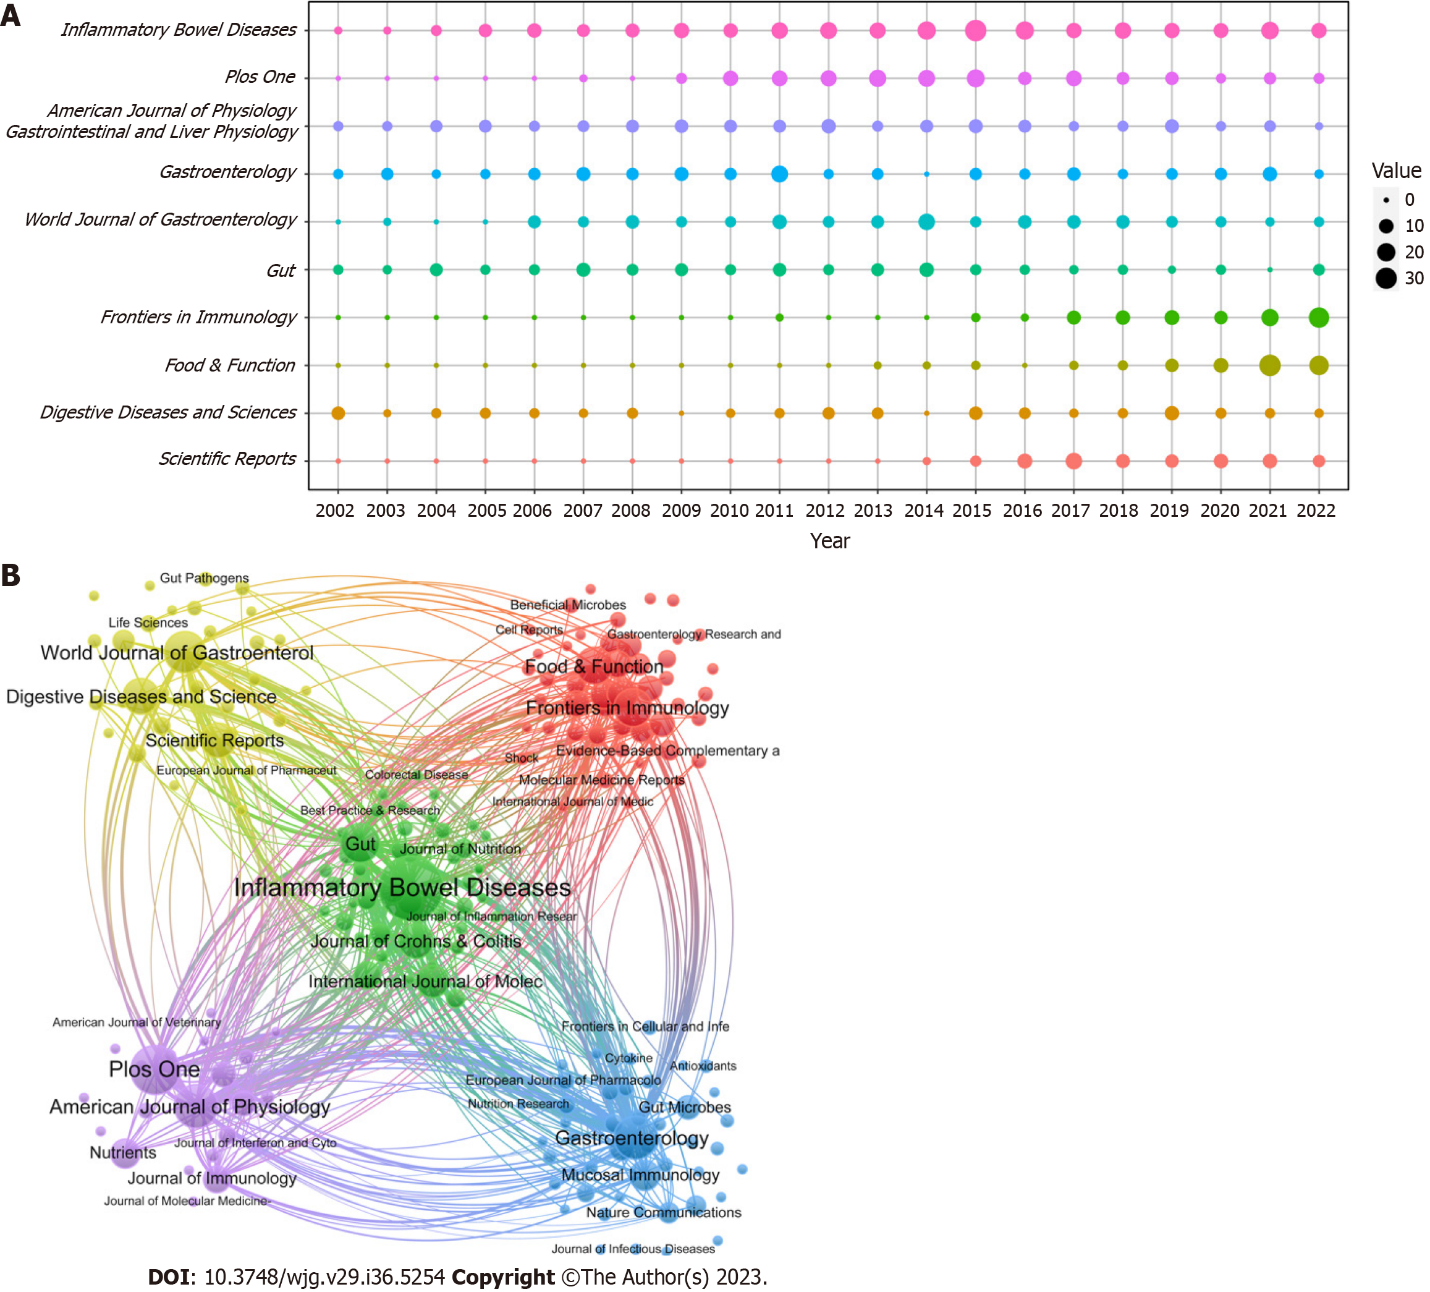 A
Inflammatory Bowel Diseases
Plos One
American Journal of Physiology
Gastrointestinal and Liver Physiology
Gastroenterology
World Journal of Gastroenterology
Gut
Frontiers in Immunology
Food & Function
Digestive Diseases and Sciences
Scientific Reports
2002 2003 2004 2005 2006 2007 2008 2009 2010 2011 2012 2013 2014 2015 2016 2017 2018 2019 2020 2021 2022
Year
Value
0
10
20
30
B
Gut Pathogens
Life Sciences
World Journal of Gastroenterol
Digestive Diseases and Science
Scientific Reports
European Journal of Pharmaceut
Beneficial Microbes
Cell Reports
Gastroenterology Research and
Food & Function
Frontiers in Immunology
Evidence-Based Complementary a
Shock
Molecular Medicine Reports
International Journal of Medic
Colorectal Disease
Best Practice & Research
Gut
Journal of Nutrition
Inflammatory Bowel Diseases
Journal of Inflammation Resear
Journal of Crohns & Colitis
International Journal of Molec
American Journal of Veterinary
Plos One
American Journal of Physiology
Journal of Interferon and Cyto
Nutrients
Journal of Immunology
Journal of Molecular Medicine-
Frontiers in Cellular and Infe
Cytokine
Antioxidants
European Journal of Pharmacolo
Nutrition Research
Gut Microbes
Gastroenterology
Mucosal Immunology
Nature Communications
Journal of Infectious Diseases
DOI: 10.3748/wjg.v29.i36.5254 Copyright ©The Author(s) 2023.